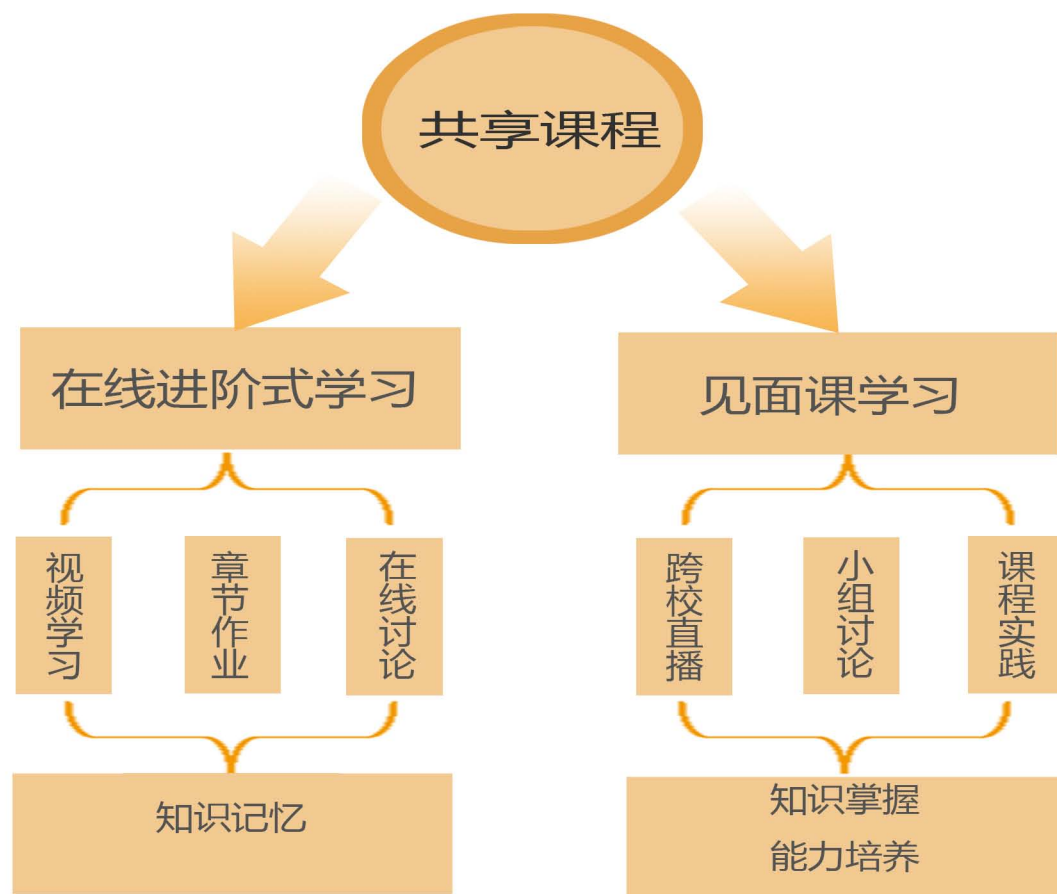 共享课程
在线进阶式学习
见面课学习
视频学习
章节作业
在线讨论
跨校直播
小组讨论
课程实践
知识记忆
知识掌握
能力培养